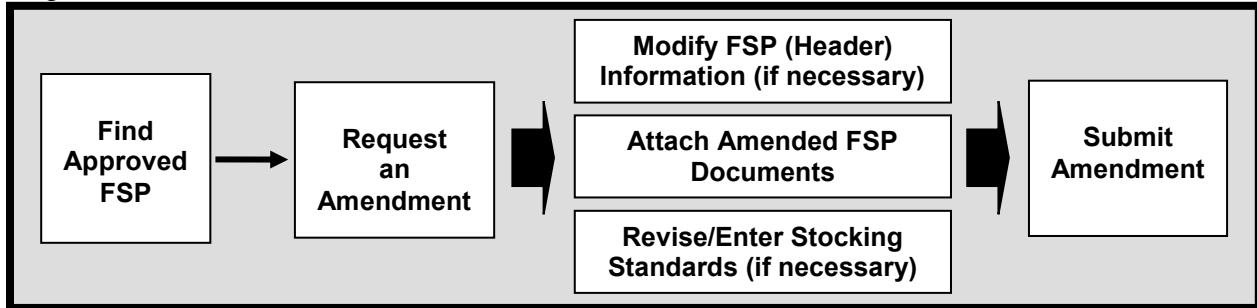 Find
Approved
FSP
Request
an
Amendment
Modify FSP (Header)
Information (if necessary)
Attach Amended FSP
Documents
Revise/Enter Stocking
Standards (if necessary)
Submit
Amendment